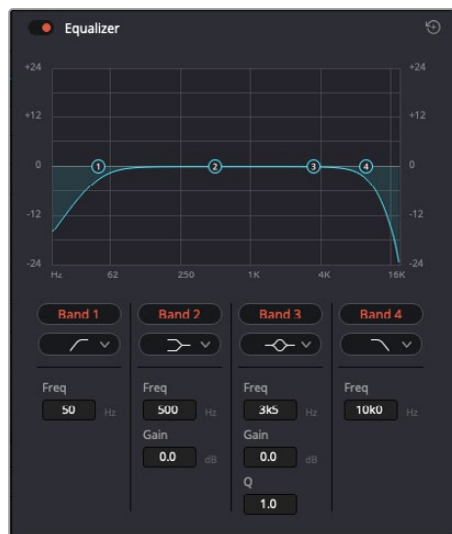 Equalizer
+24 +24
+12 +12
0 1 2 3 4 0
-12 -12
-24 -24
Hz 62 250 1K 4K 16K
Band 1 Band 2 Band 3 Band 4
Freq Freq Freq Freq
50 Hz 500 Hz 3k5 Hz 10k0 Hz
Gain Gain
0.0 dB 0.0 dB
Q
1.0